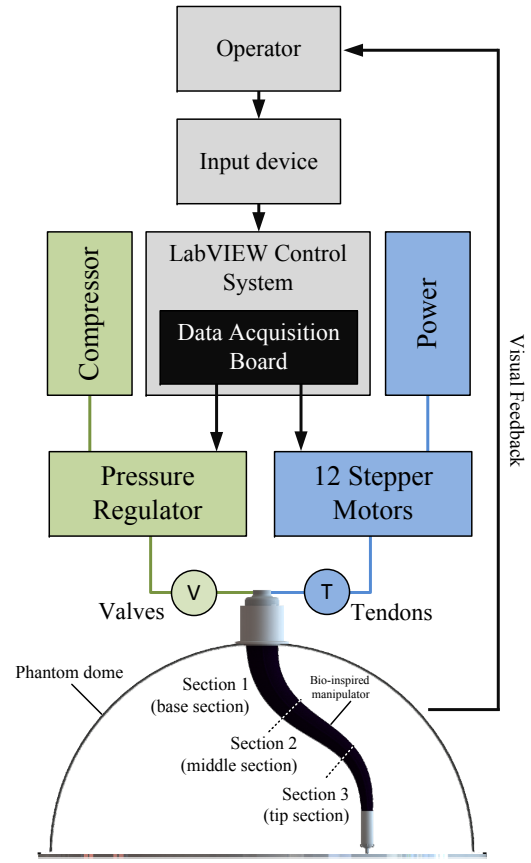 Operator
Input device
LabVIEW Control
System
Data Acquisition
Board
Compressor
Power
Visual Feedback
Pressure
Regulator
12 Stepper
Motors
V
T
Valves
Tendons
Phantom dome
Bio-inspired
manipulator
Section 1
(base section)
Section 2
(middle section)
Section 3
(tip section)